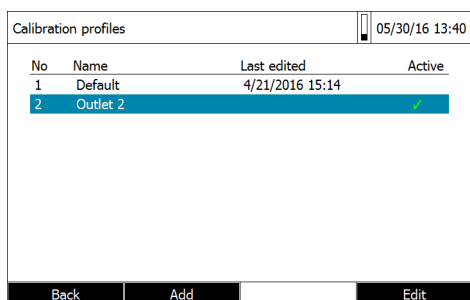 Calibration profiles 05/30/16 13:40
No Name Last edited Active
1 Default 4/21/2016 15:14
2 Outlet 2 ✓
Back Add Edit